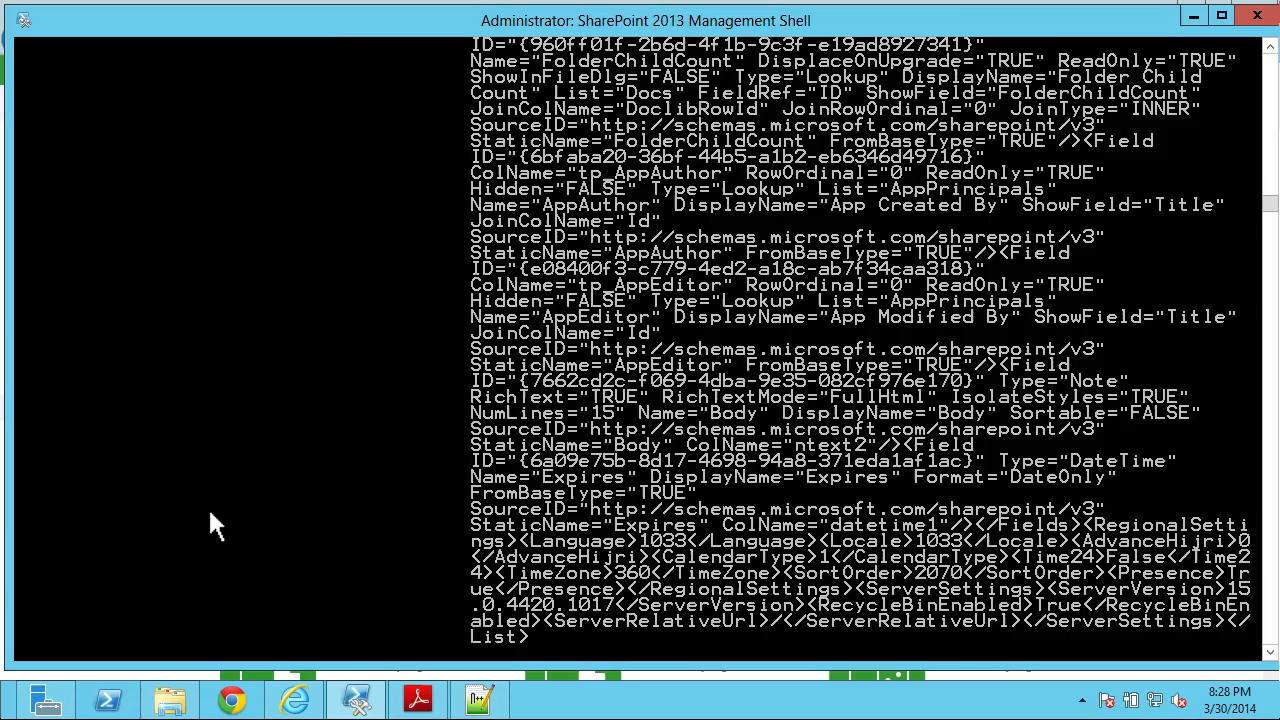 Administrator: SharePoint 2013 Management Shell
ID="{960ff01f-2b6d-4f1b-9c3f-e19ad8927341}"
Name="FolderChildCount" DisplaceOnUpgrade="TRUE" ReadOnly="TRUE"
ShowInFileDlg="FALSE" Type="Lookup" DisplayName="Folder Child
Count" List="Docs" FieldRef="ID" ShowField="FolderChildCount"
JoinColName="DoclibRowId" JoinRowOrdinal="0" JoinType="INNER"
SourceID="http://schemas.microsoft.com/sharepoint/v3"
StaticName="FolderChildCount" FromBaseType="TRUE"/><Field
ID="{6bfaba20-36bf-44b5-a1b2-eb6346d49716}"
ColName="tp_AppAuthor" RowOrdinal="0" ReadOnly="TRUE"
Hidden="FALSE" Type="Lookup" List="AppPrincipals"
Name="AppAuthor" DisplayName="App Created By" ShowField="Title"
JoinColName="Id"
SourceID="http://schemas.microsoft.com/sharepoint/v3"
StaticName="AppAuthor" FromBaseType="TRUE"/><Field
ID="{e08400f3-c779-4ed2-a18c-ab7f34caa318}"
ColName="tp_AppEditor" RowOrdinal="0" ReadOnly="TRUE"
Hidden="FALSE" Type="Lookup" List="AppPrincipals"
Name="AppEditor" DisplayName="App Modified By" ShowField="Title"
JoinColName="Id"
SourceID="http://schemas.microsoft.com/sharepoint/v3"
StaticName="AppEditor" FromBaseType="TRUE"/><Field
ID="{7662cd2c-f069-4dba-9e35-082cf976e170}" Type="Note"
RichText="TRUE" RichTextMode="FullHtml" IsolateStyles="TRUE"
NumLines="15" Name="Body" DisplayName="Body" Sortable="FALSE"
SourceID="http://schemas.microsoft.com/sharepoint/v3"
StaticName="Body" ColName="ntext2"/><Field
ID="{6a09e75b-8d17-4698-94a8-371eda1af1ac}" Type="DateTime"
Name="Expires" DisplayName="Expires" Format="DateOnly"
FromBaseType="TRUE"
SourceID="http://schemas.microsoft.com/sharepoint/v3"
StaticName="Expires" ColName="datetime1"/></Fields><RegionalSetti
ngs><Language>1033</Language><Locale>1033</Locale><AdvanceHijri>0
</AdvanceHijri><CalendarType>1</CalendarType><Time24>False</Time2
4><TimeZone>360</TimeZone><SortOrder>2070</SortOrder><Presence>Tr
ue</Presence></RegionalSettings><ServerSettings><ServerVersion>15
.0.4420.1017</ServerVersion><RecycleBinEnabled>True</RecycleBinEn
abled><ServerRelativeUrl>/</ServerRelativeUrl></ServerSettings></
List>
8:28 PM
3/30/2014